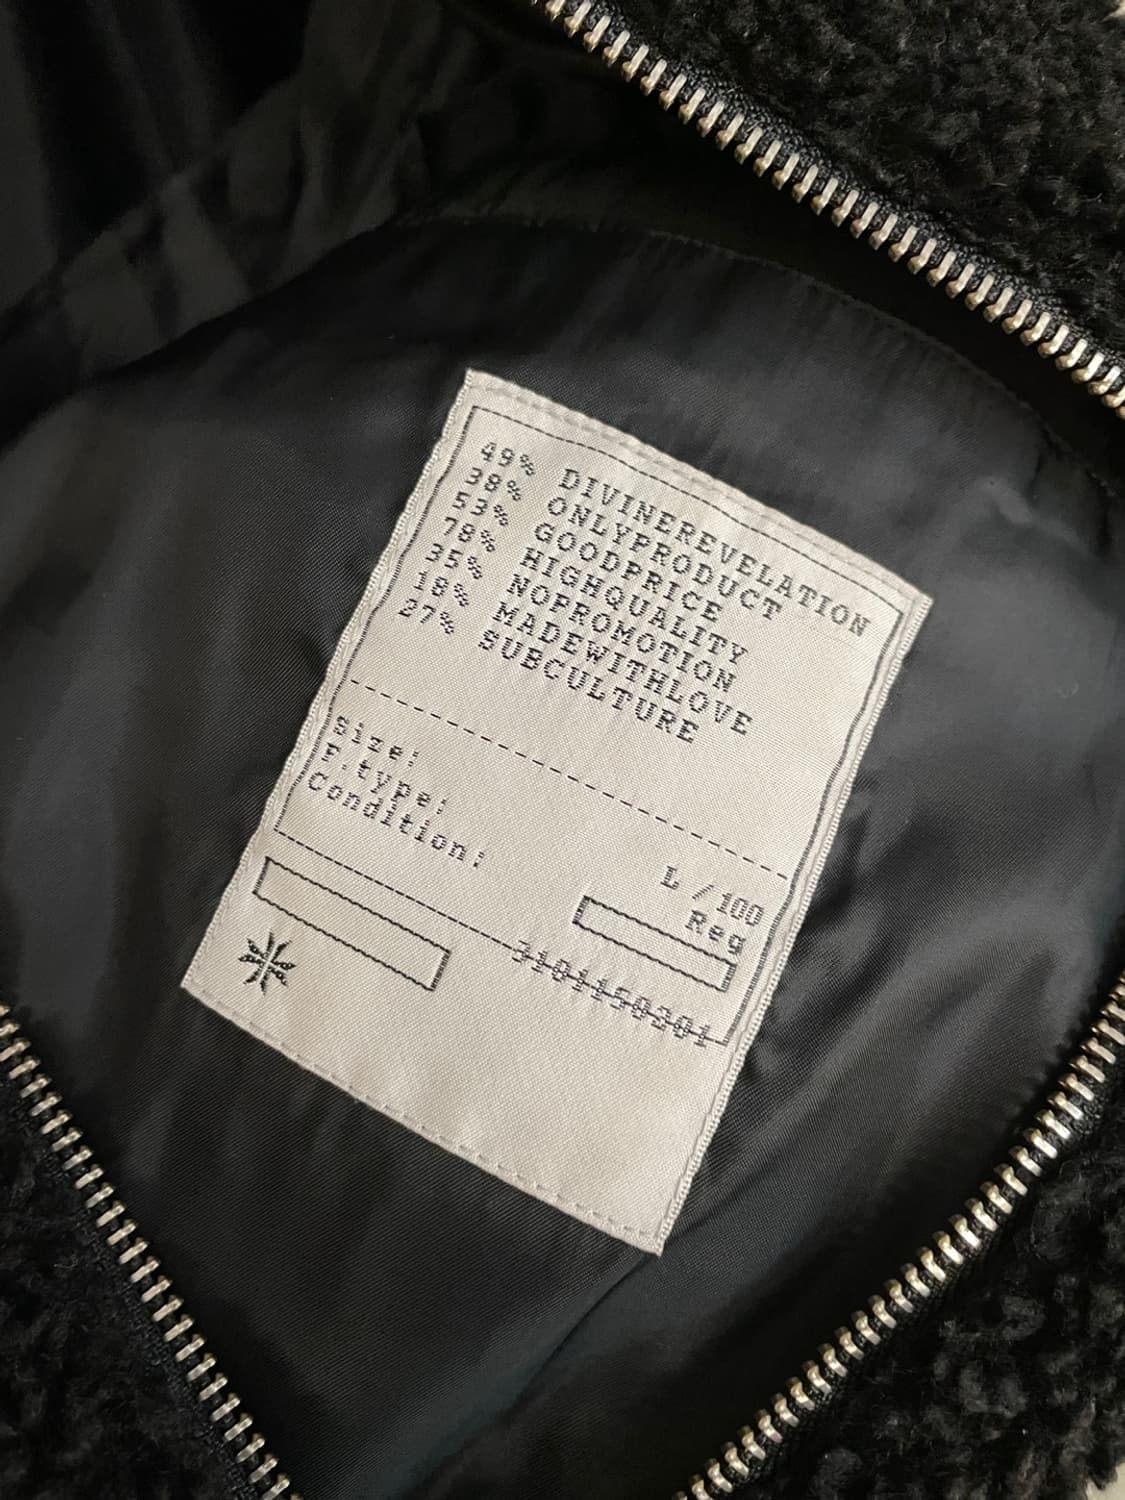 49% DIVINEREVELATION
38% ONLYPRODUCT
53% GOODPRICE
78% HIGHQUALITY
35% NOPROMOTION
18% MADEWITHLOVE
27% SUBCULTURE
Size: L/100
F.type: Reg
Condition:
3101150301